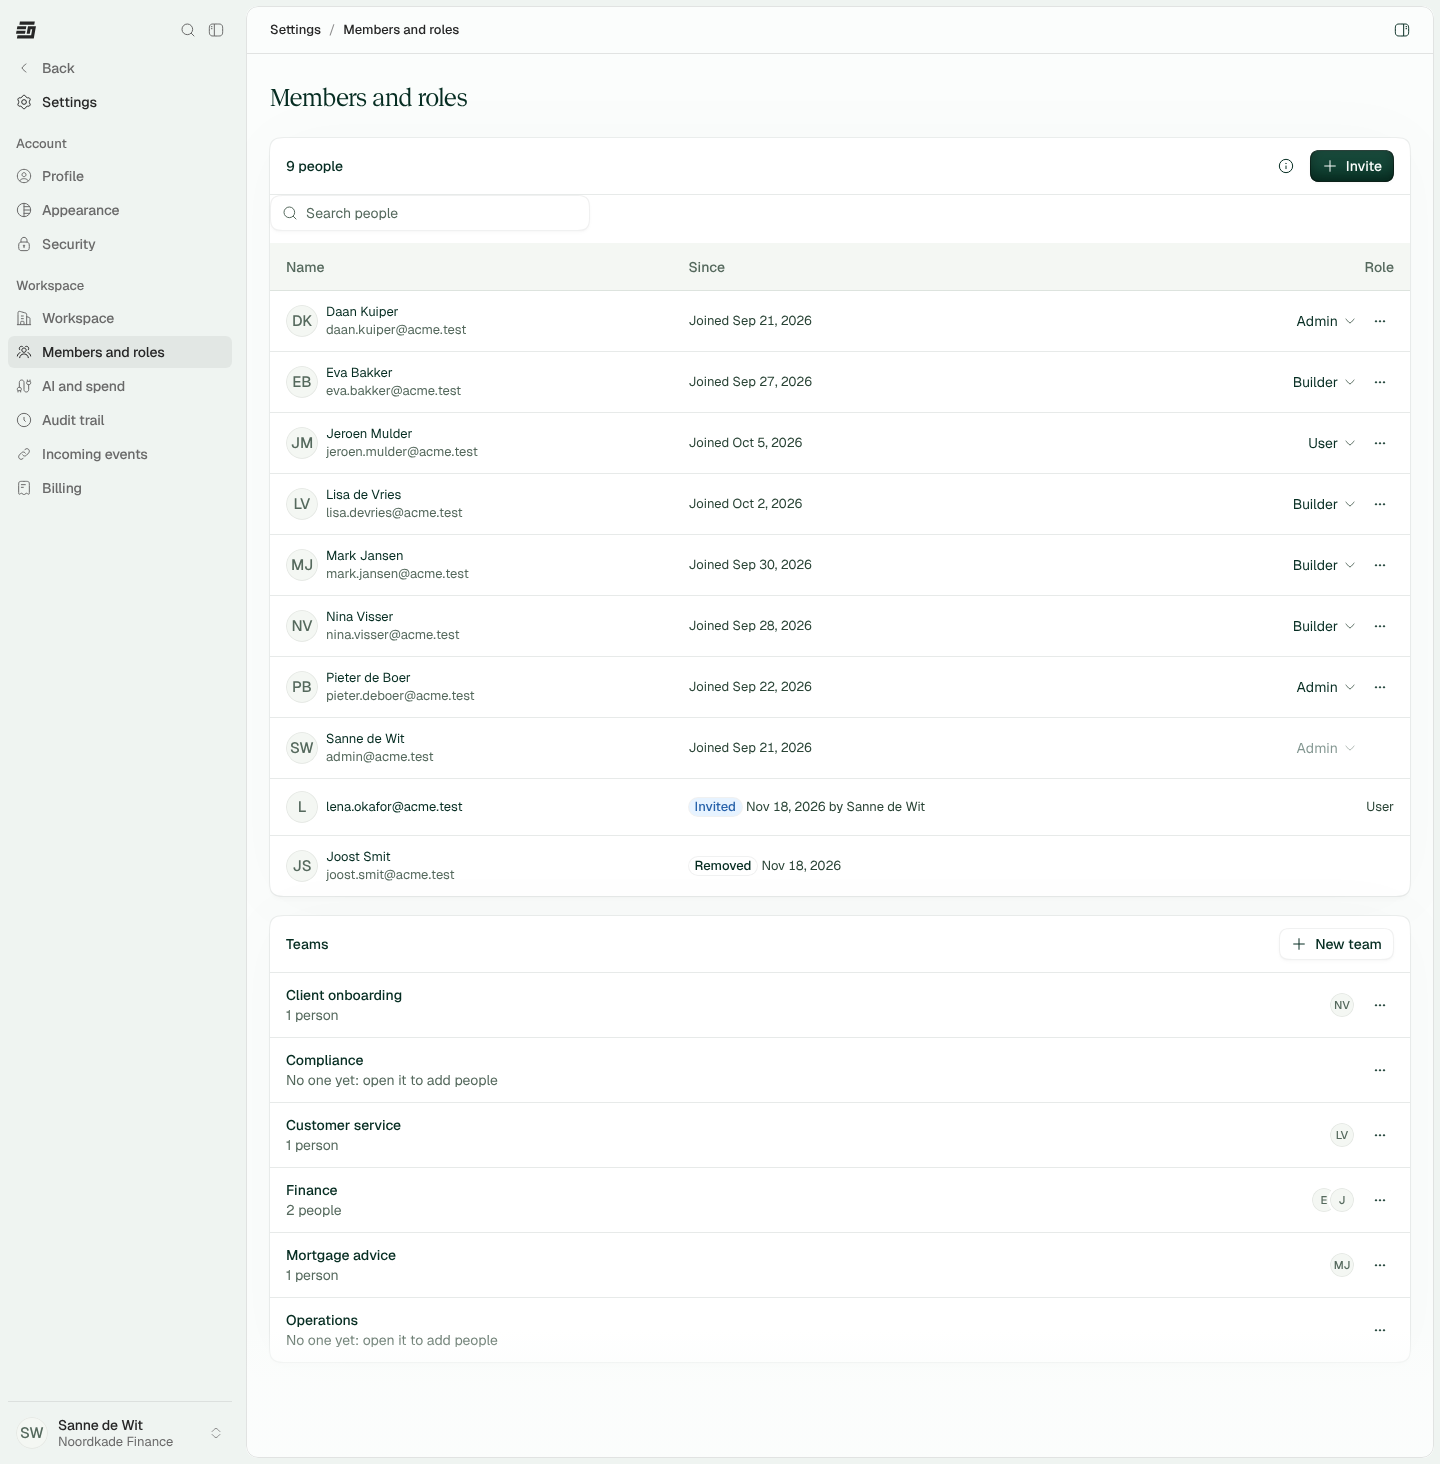 Back
Settings
Account
Profile
Appearance
Security
Workspace
Workspace
Members and roles
AI and spend
Audit trail
Incoming events
Billing
SW
Sanne de Wit
Noordkade Finance
Settings / Members and roles
Members and roles
9 people
Invite
Search people
Name Since Role
DK Daan Kuiper
daan.kuiper@acme.test
Joined Sep 21, 2026 Admin
EB Eva Bakker
eva.bakker@acme.test
Joined Sep 27, 2026 Builder
JM Jeroen Mulder
jeroen.mulder@acme.test
Joined Oct 5, 2026 User
LV Lisa de Vries
lisa.devries@acme.test
Joined Oct 2, 2026 Builder
MJ Mark Jansen
mark.jansen@acme.test
Joined Sep 30, 2026 Builder
NV Nina Visser
nina.visser@acme.test
Joined Sep 28, 2026 Builder
PB Pieter de Boer
pieter.deboer@acme.test
Joined Sep 22, 2026 Admin
SW Sanne de Wit
admin@acme.test
Joined Sep 21, 2026 Admin
L lena.okafor@acme.test Invited Nov 18, 2026 by Sanne de Wit User
JS Joost Smit
joost.smit@acme.test
Removed Nov 18, 2026
Teams
New team
Client onboarding
1 person
NV
Compliance
No one yet: open it to add people
Customer service
1 person
LV
Finance
2 people
E J
Mortgage advice
1 person
MJ
Operations
No one yet: open it to add people